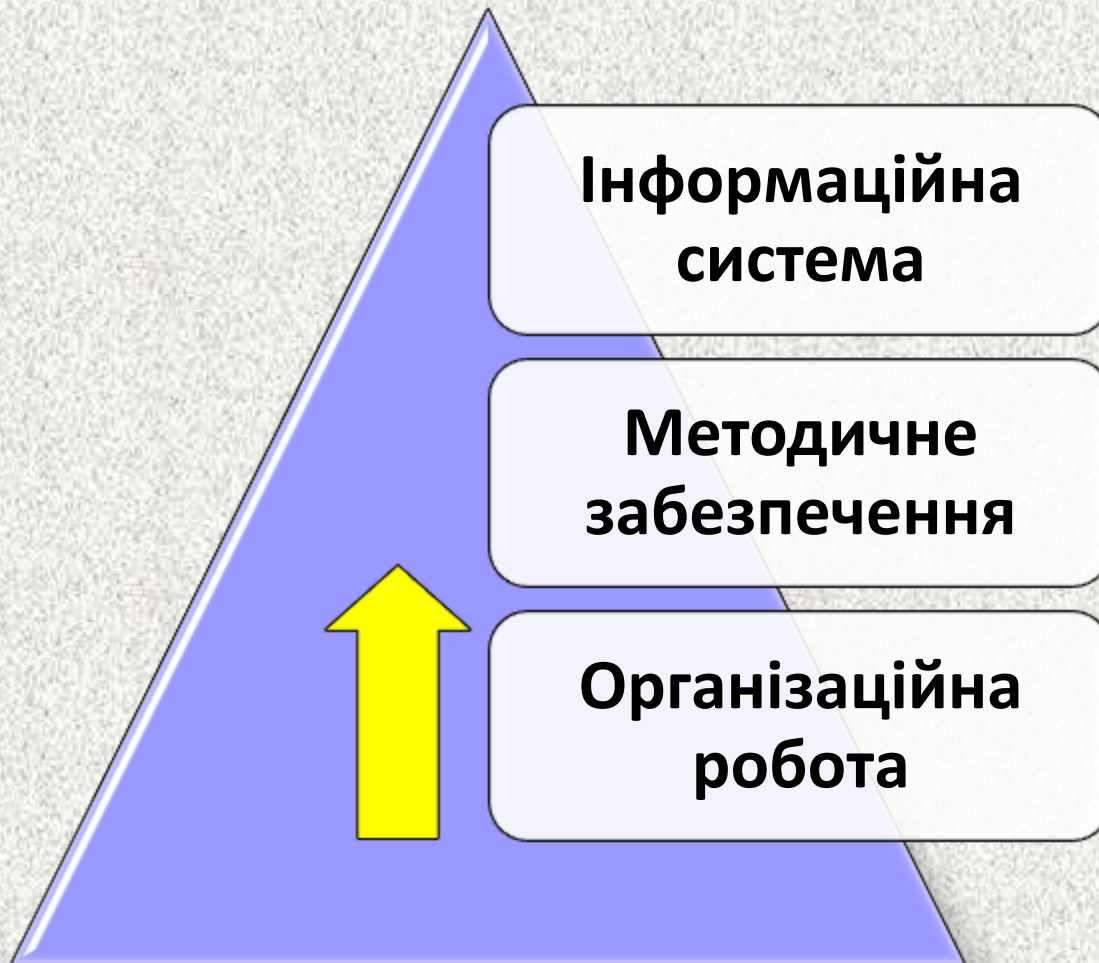 Інформаційна
система
Методичне
забезпечення
Організаційна
робота